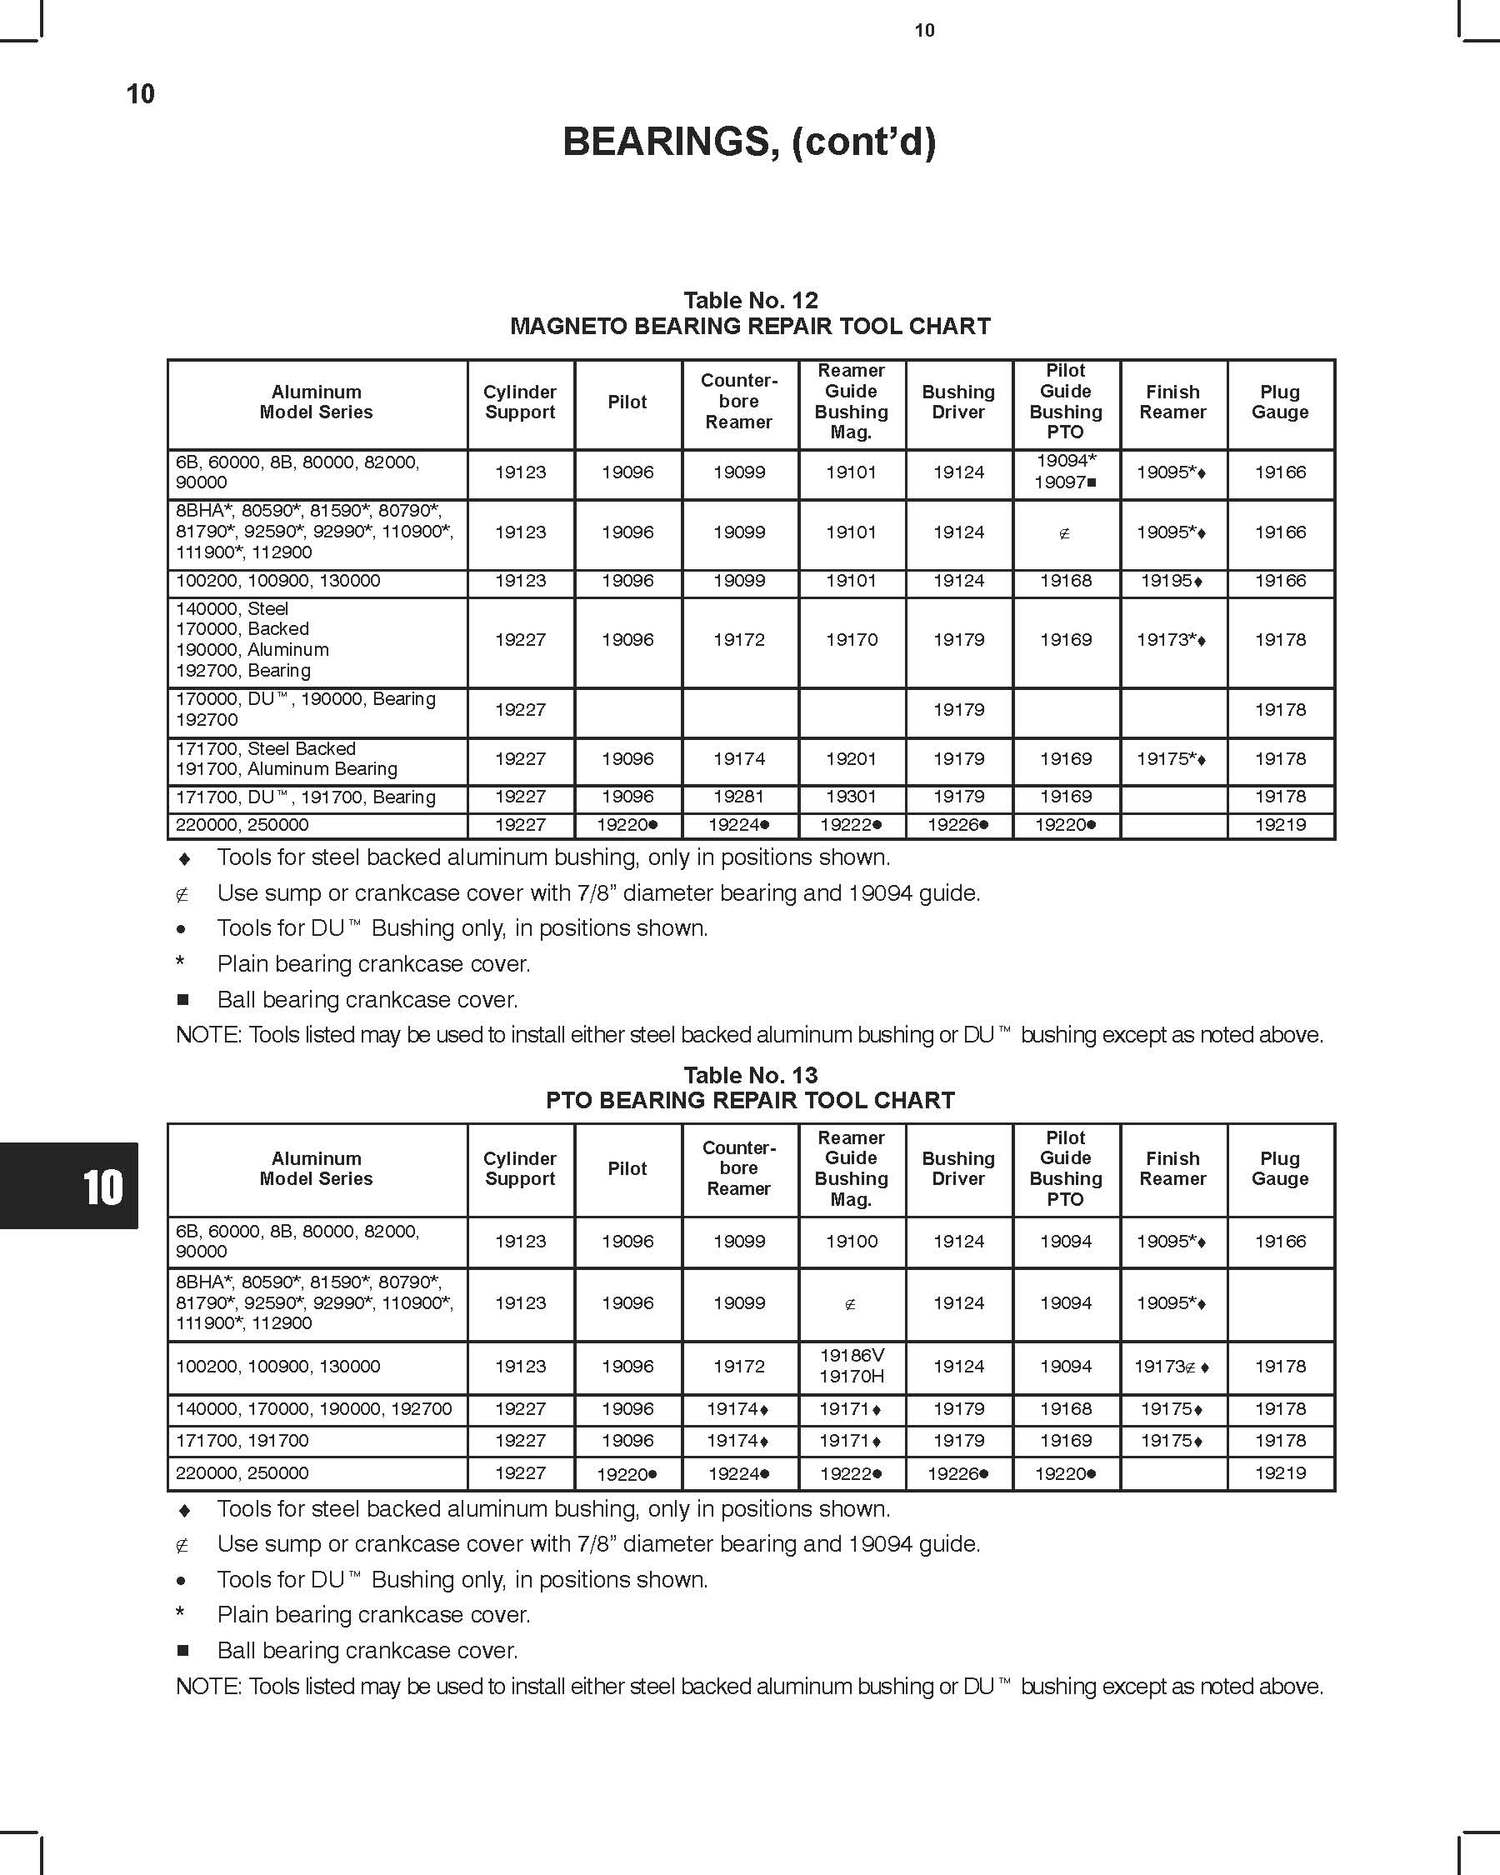 10
10
BEARINGS, (cont’d)
Table No. 12
MAGNETO BEARING REPAIR TOOL CHART
Aluminum Model Series | Cylinder Support | Pilot | Counter-bore Reamer | Reamer Guide Bushing Mag. | Bushing Driver | Pilot Guide Bushing PTO | Finish Reamer | Plug Gauge
6B, 60000, 8B, 80000, 82000, 90000 | 19123 | 19096 | 19099 | 19101 | 19124 | 19094* 19097■ | 19095*♦ | 19166
8BHA*, 80590*, 81590*, 80790*, 81790*, 92590*, 92990*, 110900*, 111900*, 112900 | 19123 | 19096 | 19099 | 19101 | 19124 | ∉ | 19095*♦ | 19166
100200, 100900, 130000 | 19123 | 19096 | 19099 | 19101 | 19124 | 19168 | 19195♦ | 19166
140000, Steel 170000, Backed 190000, Aluminum 192700, Bearing | 19227 | 19096 | 19172 | 19170 | 19179 | 19169 | 19173*♦ | 19178
170000, DU™, 190000, Bearing 192700 | 19227 | | | | 19179 | | | 19178
171700, Steel Backed 191700, Aluminum Bearing | 19227 | 19096 | 19174 | 19201 | 19179 | 19169 | 19175*♦ | 19178
171700, DU™, 191700, Bearing | 19227 | 19096 | 19281 | 19301 | 19179 | 19169 | | 19178
220000, 250000 | 19227 | 19220● | 19224● | 19222● | 19226● | 19220● | | 19219
♦ Tools for steel backed aluminum bushing, only in positions shown.
∉ Use sump or crankcase cover with 7/8” diameter bearing and 19094 guide.
● Tools for DU™ Bushing only, in positions shown.
* Plain bearing crankcase cover.
■ Ball bearing crankcase cover.
NOTE: Tools listed may be used to install either steel backed aluminum bushing or DU™ bushing except as noted above.
Table No. 13
PTO BEARING REPAIR TOOL CHART
Aluminum Model Series | Cylinder Support | Pilot | Counter-bore Reamer | Reamer Guide Bushing Mag. | Bushing Driver | Pilot Guide Bushing PTO | Finish Reamer | Plug Gauge
6B, 60000, 8B, 80000, 82000, 90000 | 19123 | 19096 | 19099 | 19100 | 19124 | 19094 | 19095*♦ | 19166
8BHA*, 80590*, 81590*, 80790*, 81790*, 92590*, 92990*, 110900*, 111900*, 112900 | 19123 | 19096 | 19099 | ∉ | 19124 | 19094 | 19095*♦ |
100200, 100900, 130000 | 19123 | 19096 | 19172 | 19186V 19170H | 19124 | 19094 | 19173∉ ♦ | 19178
140000, 170000, 190000, 192700 | 19227 | 19096 | 19174♦ | 19171♦ | 19179 | 19168 | 19175♦ | 19178
171700, 191700 | 19227 | 19096 | 19174♦ | 19171♦ | 19179 | 19169 | 19175♦ | 19178
220000, 250000 | 19227 | 19220● | 19224● | 19222● | 19226● | 19220● | | 19219
10
♦ Tools for steel backed aluminum bushing, only in positions shown.
∉ Use sump or crankcase cover with 7/8” diameter bearing and 19094 guide.
● Tools for DU™ Bushing only, in positions shown.
* Plain bearing crankcase cover.
■ Ball bearing crankcase cover.
NOTE: Tools listed may be used to install either steel backed aluminum bushing or DU™ bushing except as noted above.